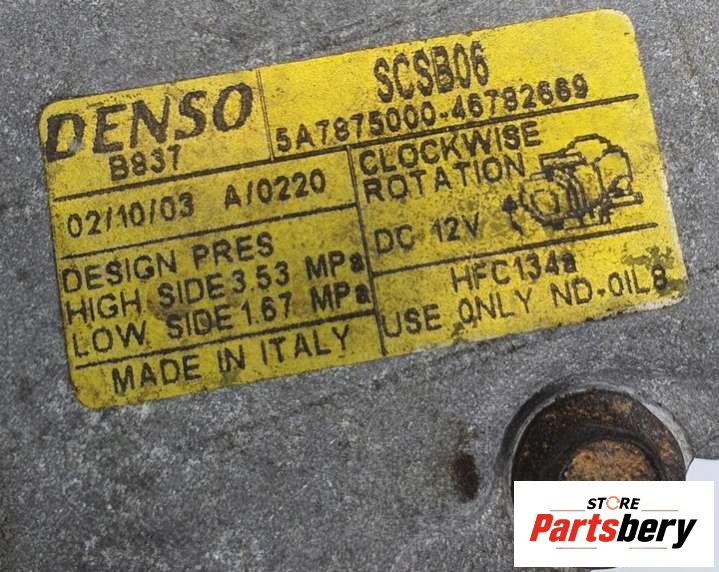 DENSO
B937
SCSB06
5A7875000-46782669
02/10/03 A/0220
CLOCKWISE
ROTATION
DC 12V
DESIGN PRES
HIGH SIDE 3.53 MPa
LOW SIDE 1.67 MPa
HFC134a
USE ONLY ND-OIL8
MADE IN ITALY
STORE
Partsbery